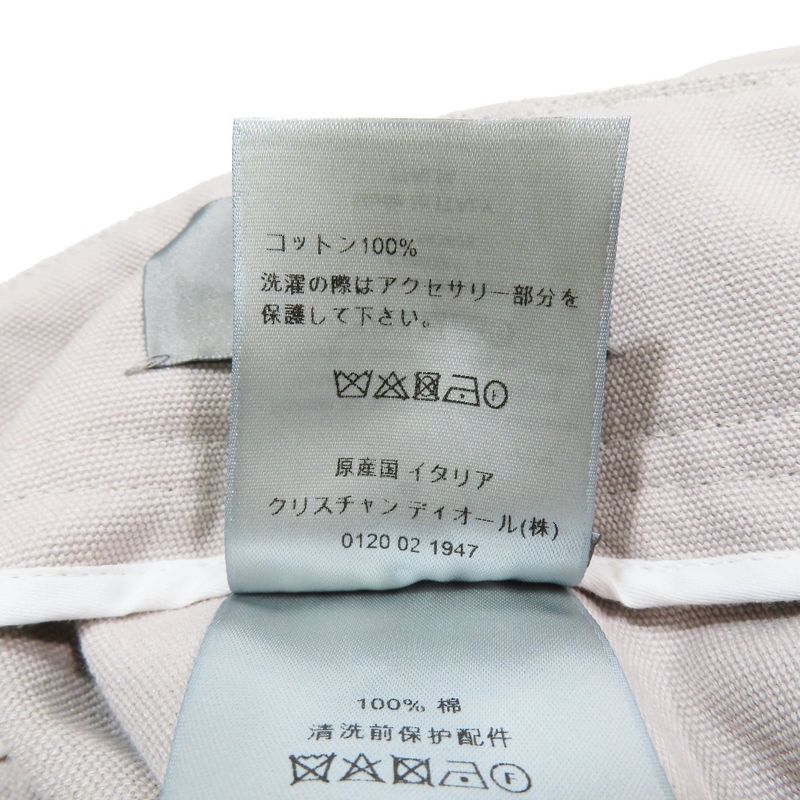 コットン100%
洗濯の際はアクセサリー部分を
保護して下さい。
F
原産国 イタリア
クリスチャン ディオール(株)
0120 02 1947
100% 棉
清洗前保护配件
F